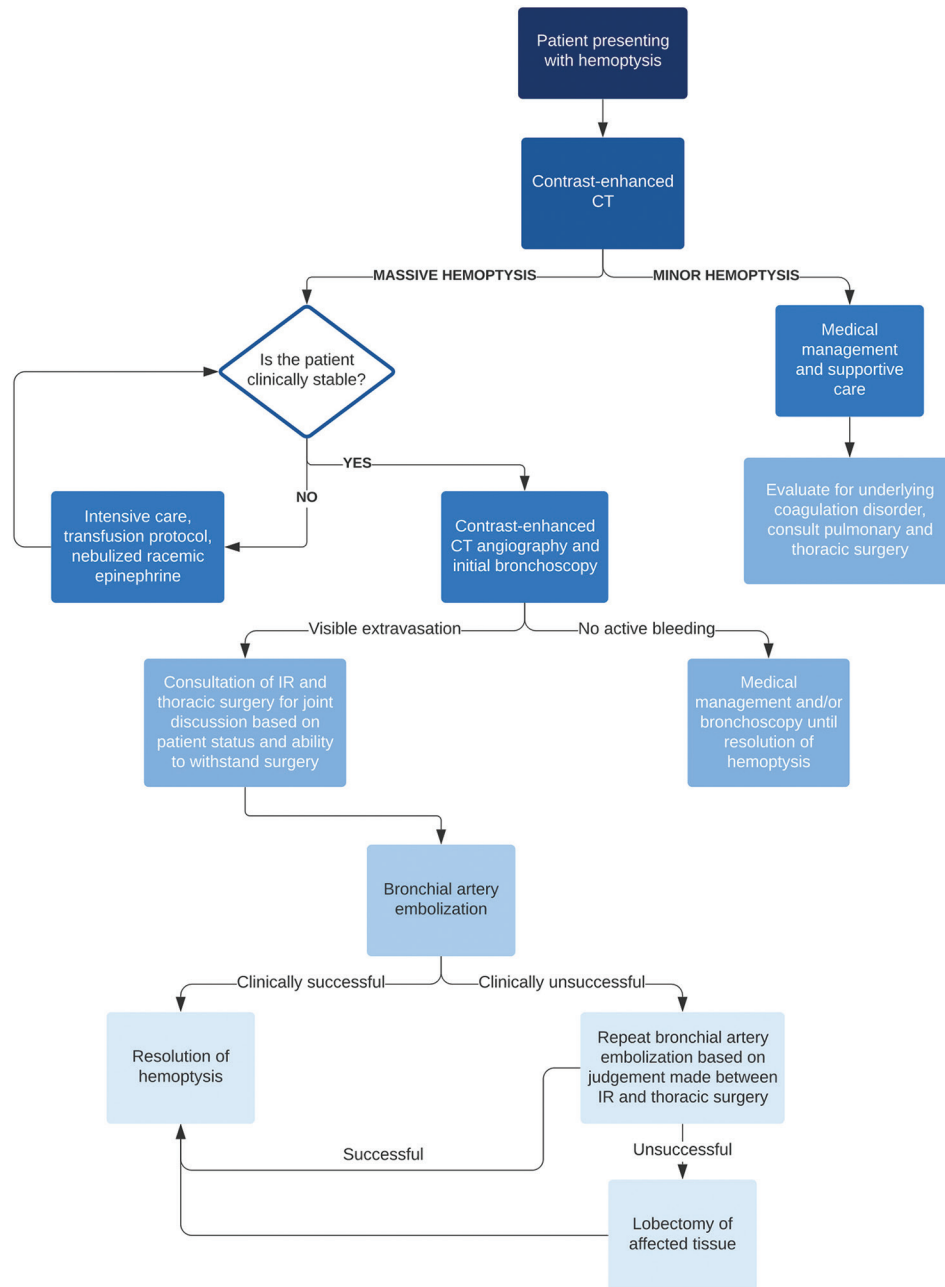 Patient presenting
with hemoptysis
Contrast-enhanced
CT
MASSIVE HEMOPTYSIS
MINOR HEMOPTYSIS
Is the patient
clinically stable?
Medical
management
and supportive
care
YES
NO
Intensive care,
transfusion protocol,
nebulized racemic
epinephrine
Contrast-enhanced
CT angiography and
initial bronchoscopy
Evaluate for underlying
coagulation disorder,
consult pulmonary and
thoracic surgery
Visible extravasation
No active bleeding
Consultation of IR and
thoracic surgery for joint
discussion based on
patient status and ability
to withstand surgery
Medical
management and/or
bronchoscopy until
resolution of
hemoptysis
Bronchial artery
embolization
Clinically successful
Clinically unsuccessful
Resolution of
hemoptysis
Repeat bronchial artery
embolization based on
judgement made between
IR and thoracic surgery
Successful
Unsuccessful
Lobectomy of
affected tissue